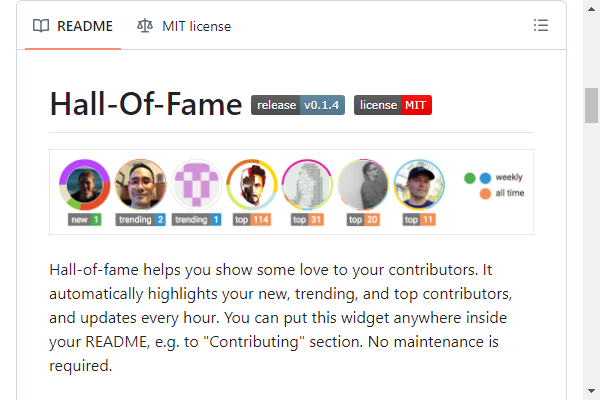 README MIT license
Hall-Of-Fame release v0.1.4 license MIT
weekly
all time
new 1 trending 2 trending 1 top 114 top 31 top 20 top 11
Hall-of-fame helps you show some love to your contributors. It
automatically highlights your new, trending, and top contributors,
and updates every hour. You can put this widget anywhere inside
your README, e.g. to "Contributing" section. No maintenance is
required.